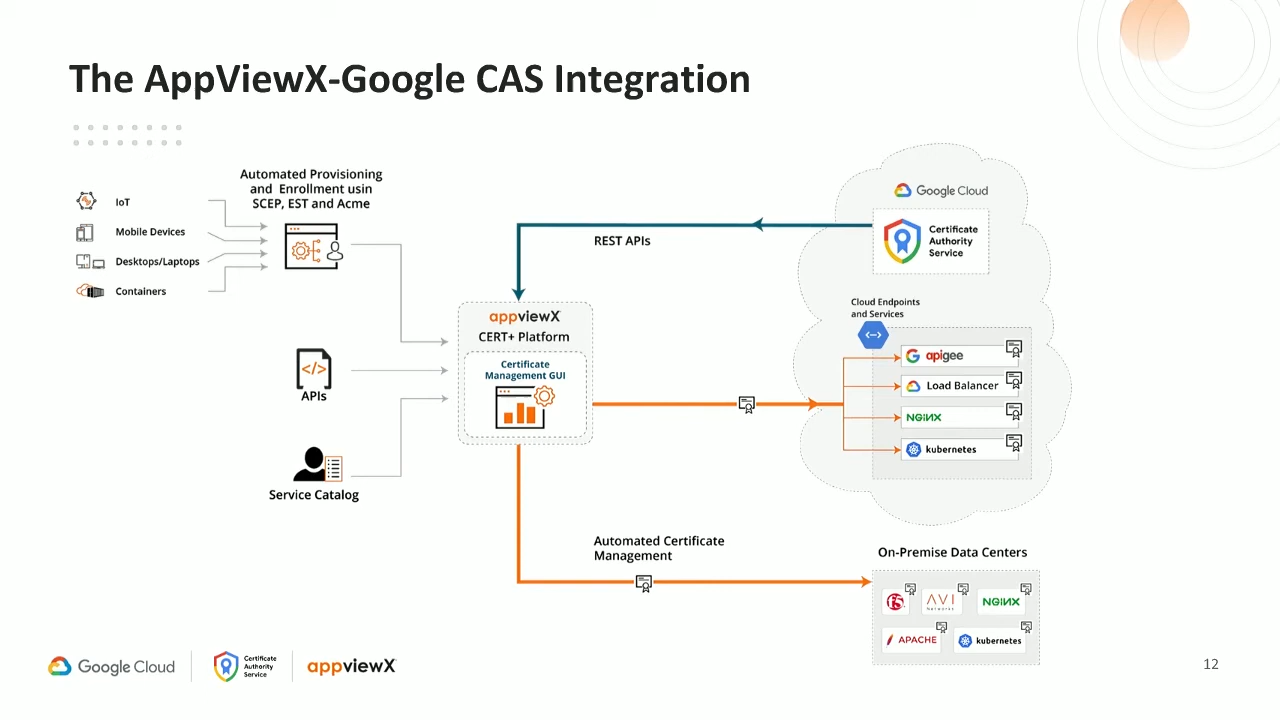 The AppViewX-Google CAS Integration
Automated Provisioning
and Enrollment usin
SCEP, EST and Acme
IoT
Mobile Devices
Desktops/Laptops
Containers
APIs
Service Catalog
REST APIs
appviewX
CERT+ Platform
Certificate
Management GUI
Google Cloud
Certificate
Authority
Service
Cloud Endpoints
and Services
apigee
Load Balancer
NGINX
kubernetes
Automated Certificate
Management
On-Premise Data Centers
f5
AVI
Networks
NGINX
APACHE
kubernetes
Google Cloud
Certificate
Authority
Service
appviewX
12